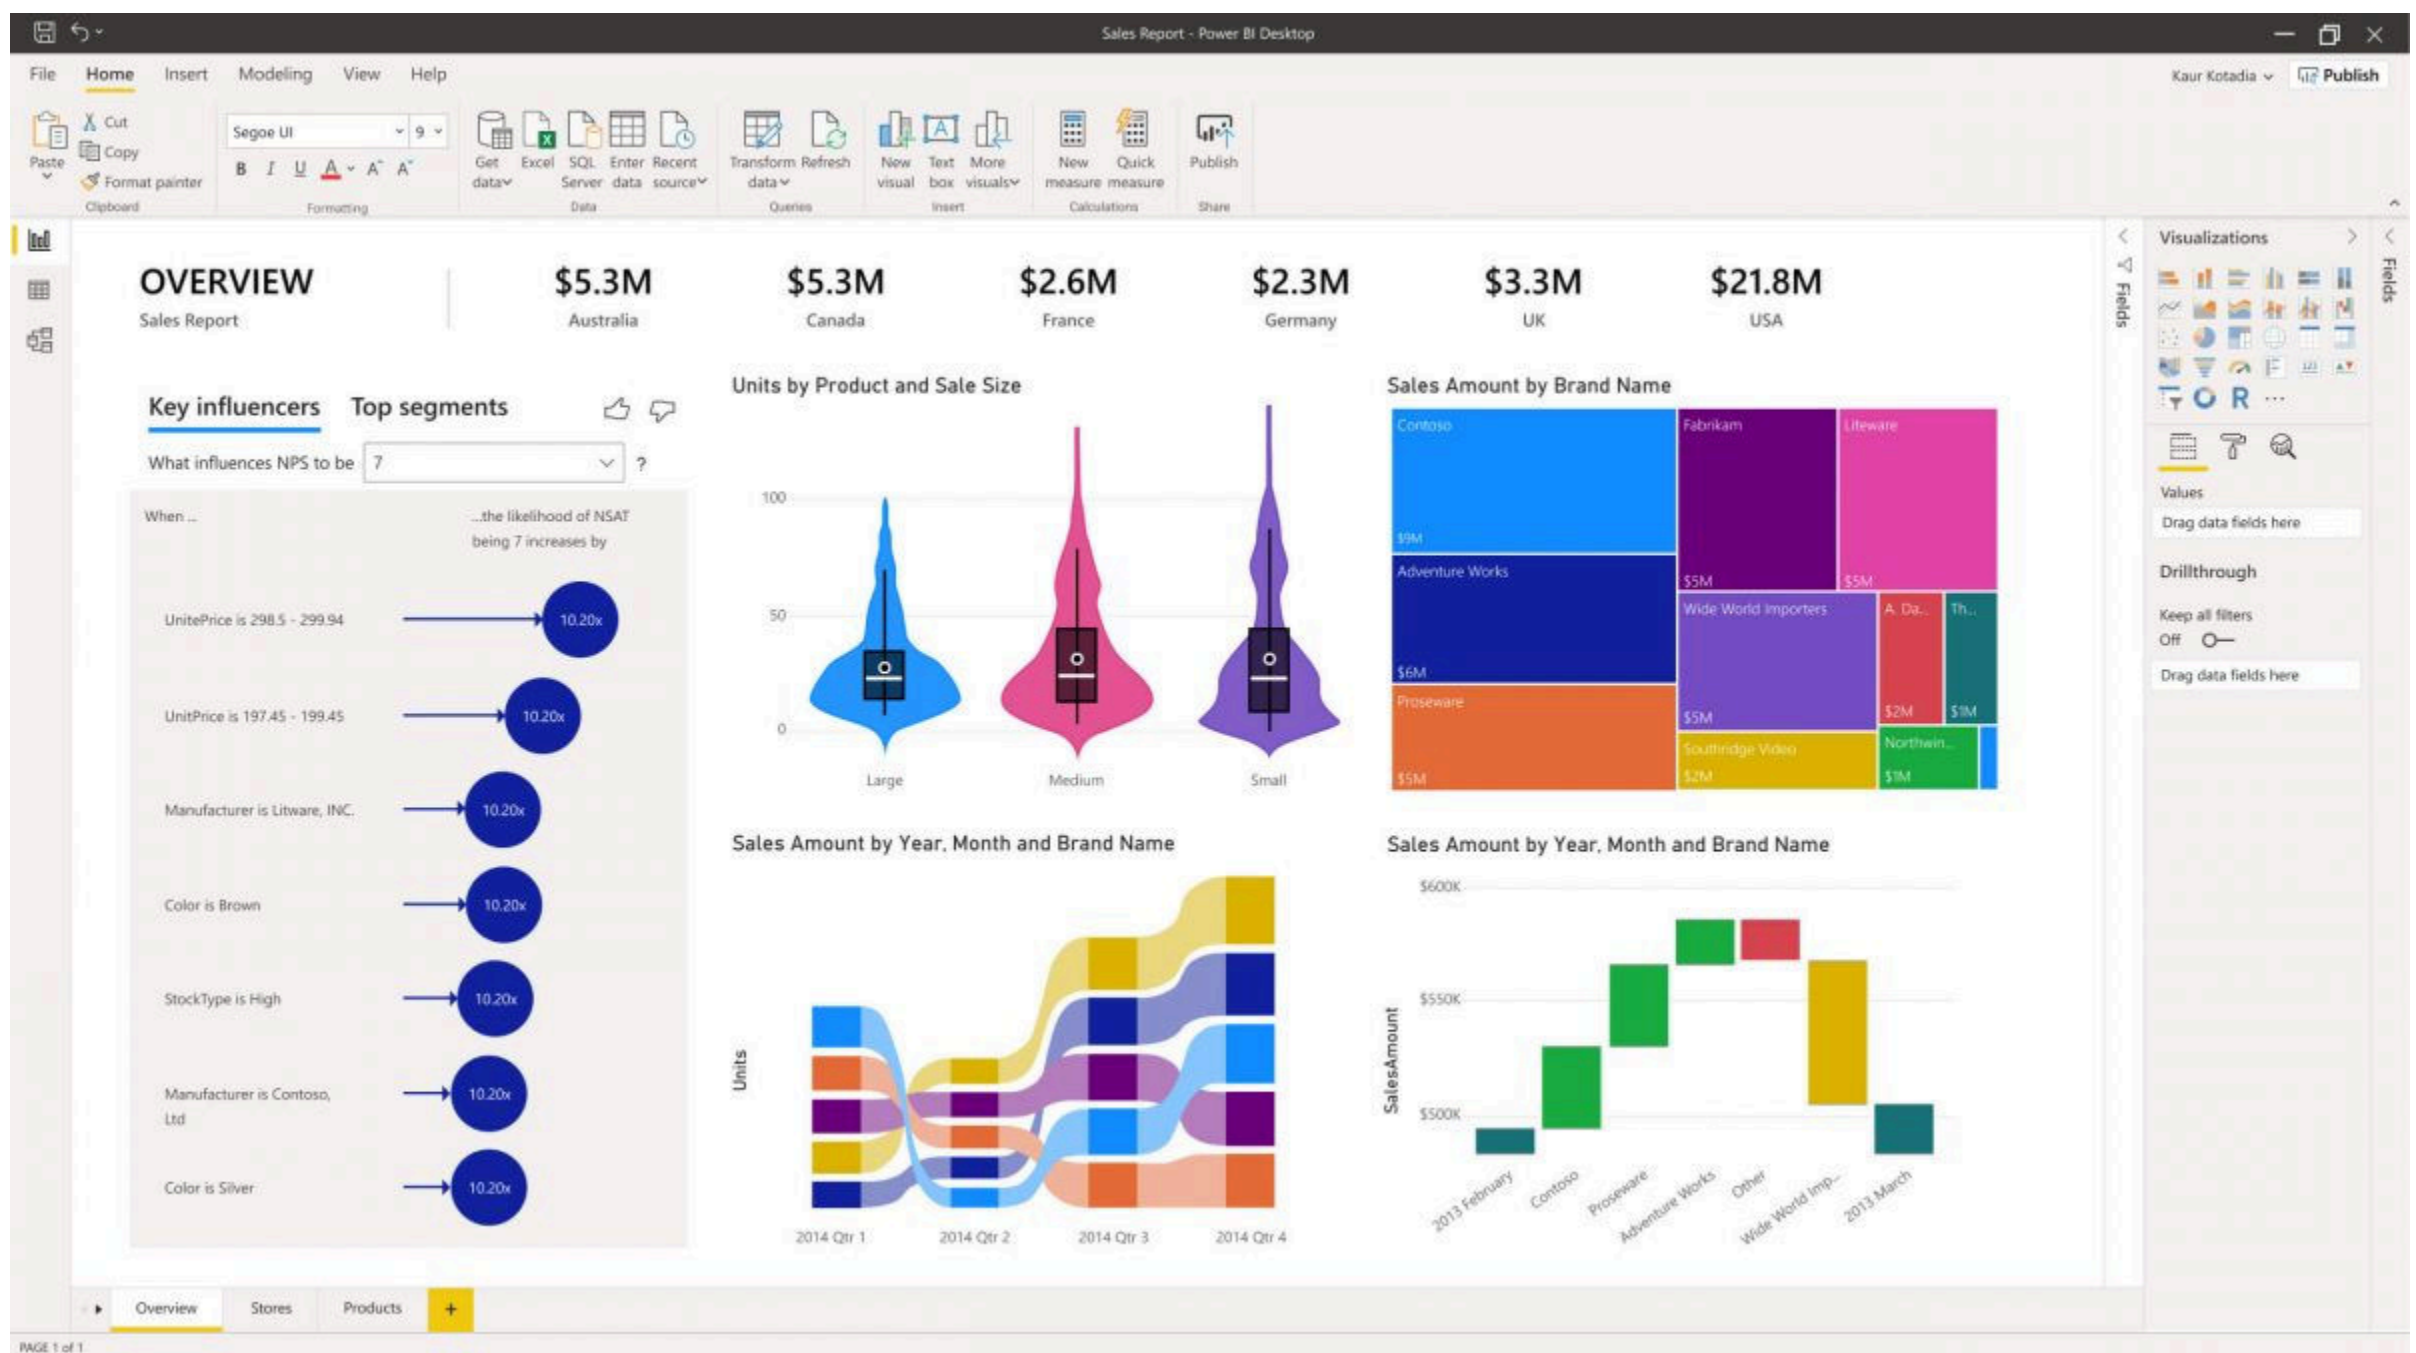 Sales Report - Power BI Desktop
File Home Insert Modeling View Help
Kaur Kotadia Publish
Paste
Cut
Copy
Format painter
Clipboard
Segoe UI 9
B I U A A A
Formatting
Get data
Excel
SQL Server
Enter data
Recent source
Data
Transform data
Refresh
Queries
New visual
Text box
More visuals
Insert
New measure
Quick measure
Calculations
Publish
Share
OVERVIEW
Sales Report
$5.3M
Australia
$5.3M
Canada
$2.6M
France
$2.3M
Germany
$3.3M
UK
$21.8M
USA
Key influencers Top segments
What influences NPS to be 7 ?
When ...
...the likelihood of NSAT
being 7 increases by
UnitePrice is 298.5 - 299.94 10.20x
UnitPrice is 197.45 - 199.45 10.20x
Manufacturer is Litware, INC. 10.20x
Color is Brown 10.20x
StockType is High 10.20x
Manufacturer is Contoso,
Ltd
10.20x
Color is Silver 10.20x
Units by Product and Sale Size
100
50
0
Large Medium Small
Sales Amount by Brand Name
Contoso
$9M
Adventure Works
$6M
Proseware
$5M
Fabrikam
$5M
Liteware
$5M
Wide World Importers
$5M
A. Da...
$2M
Th...
$1M
Southridge Video
$2M
Northwin...
$1M
Sales Amount by Year, Month and Brand Name
Units
2014 Qtr 1 2014 Qtr 2 2014 Qtr 3 2014 Qtr 4
Sales Amount by Year, Month and Brand Name
SalesAmount
$600K
$550K
$500K
2013 February
Contoso
Proseware
Adventure Works
Other
Wide World Imp...
2013 March
Fields
Visualizations
R ...
Values
Drag data fields here
Drillthrough
Keep all filters
Off
Drag data fields here
Fields
Overview Stores Products +
PAGE 1 of 1